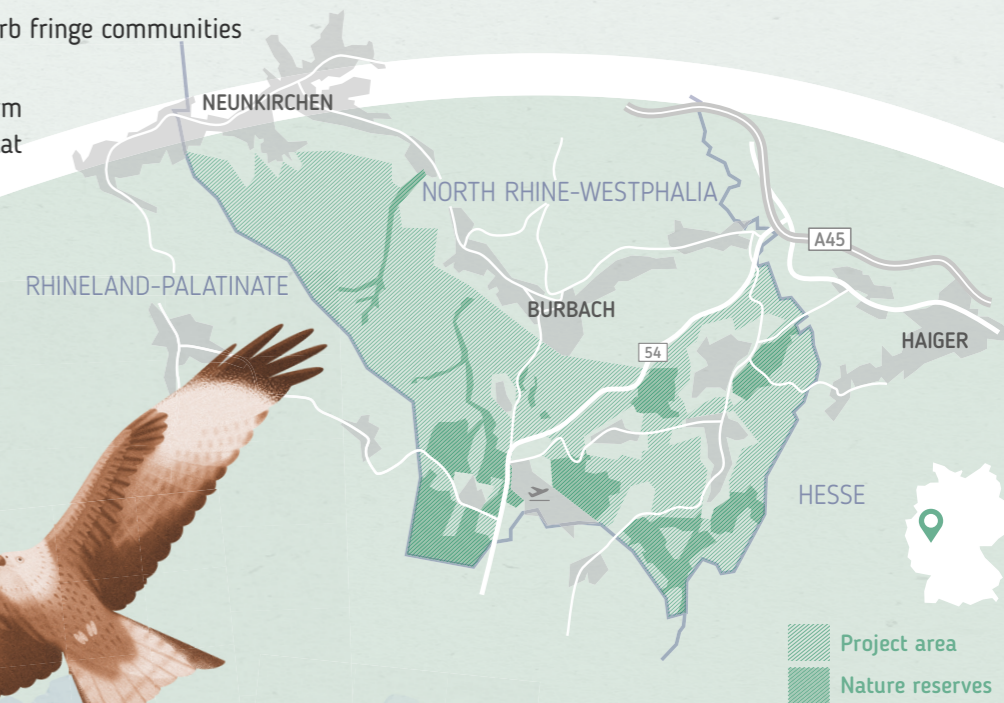 rb fringe communities
m
at
NEUNKIRCHEN
NORTH RHINE-WESTPHALIA
A45
RHINELAND-PALATINATE
BURBACH
HAIGER
54
HESSE
Project area
Nature reserves